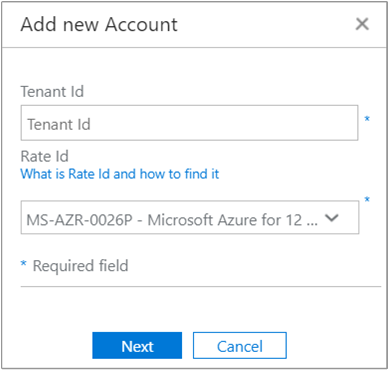 Add new Account
Tenant Id
Tenant Id
*
Rate Id
What is Rate Id and how to find it
*
MS-AZR-0026P - Microsoft Azure for 12 ...
* Required field
Next Cancel